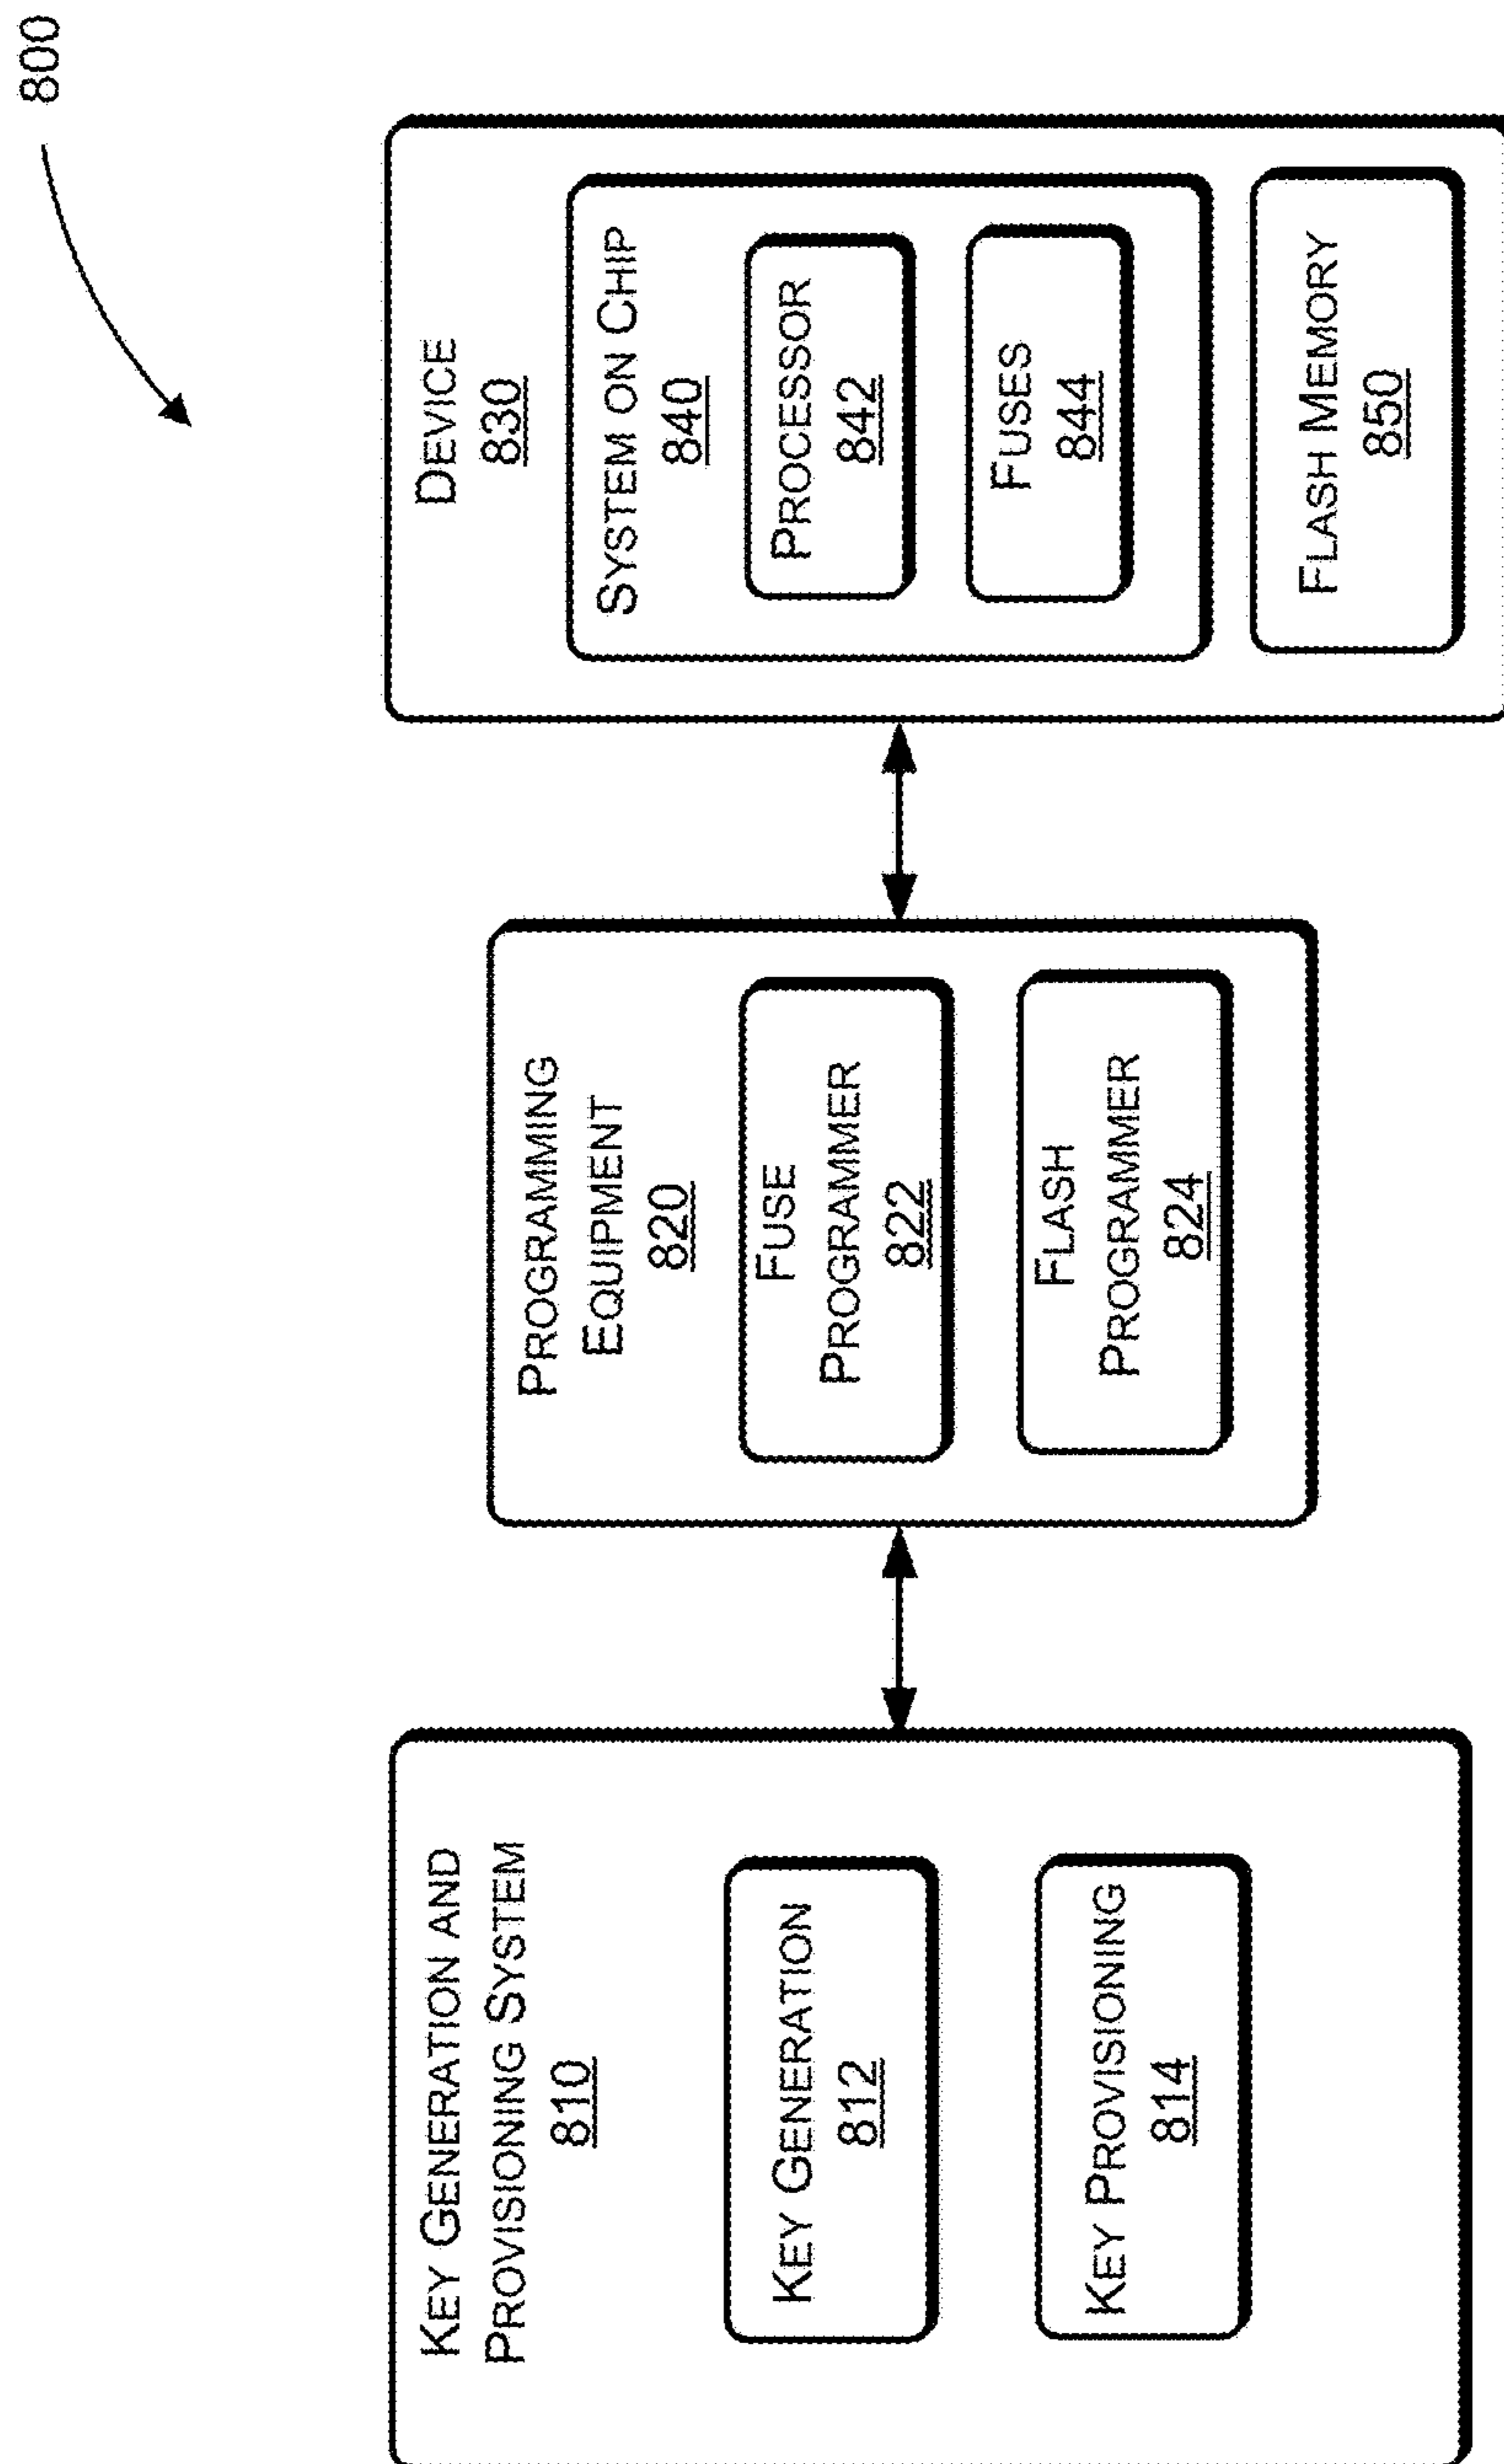 800
KEY GENERATION AND
PROVISIONING SYSTEM
810
KEY GENERATION
812
KEY PROVISIONING
814
PROGRAMMING
EQUIPMENT
820
FUSE
PROGRAMMER
822
FLASH
PROGRAMMER
824
DEVICE
830
SYSTEM ON CHIP
840
PROCESSOR
842
FUSES
844
FLASH MEMORY
850